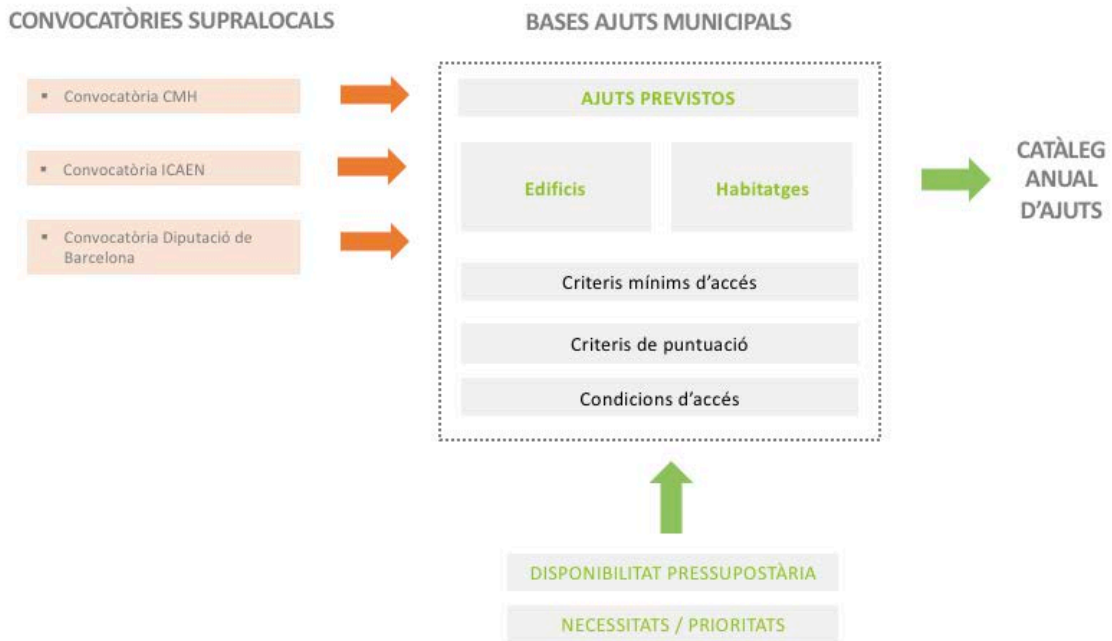 CONVOCATÒRIES SUPRALOCALS
▪ Convocatòria CMH
▪ Convocatòria ICAEN
▪ Convocatòria Diputació de
Barcelona
BASES AJUTS MUNICIPALS
AJUTS PREVISTOS
Edificis
Habitatges
Criteris mínims d’accés
Criteris de puntuació
Condicions d’accés
CATÀLEG
ANUAL
D’AJUTS
DISPONIBILITAT PRESSUPOSTÀRIA
NECESSITATS / PRIORITATS